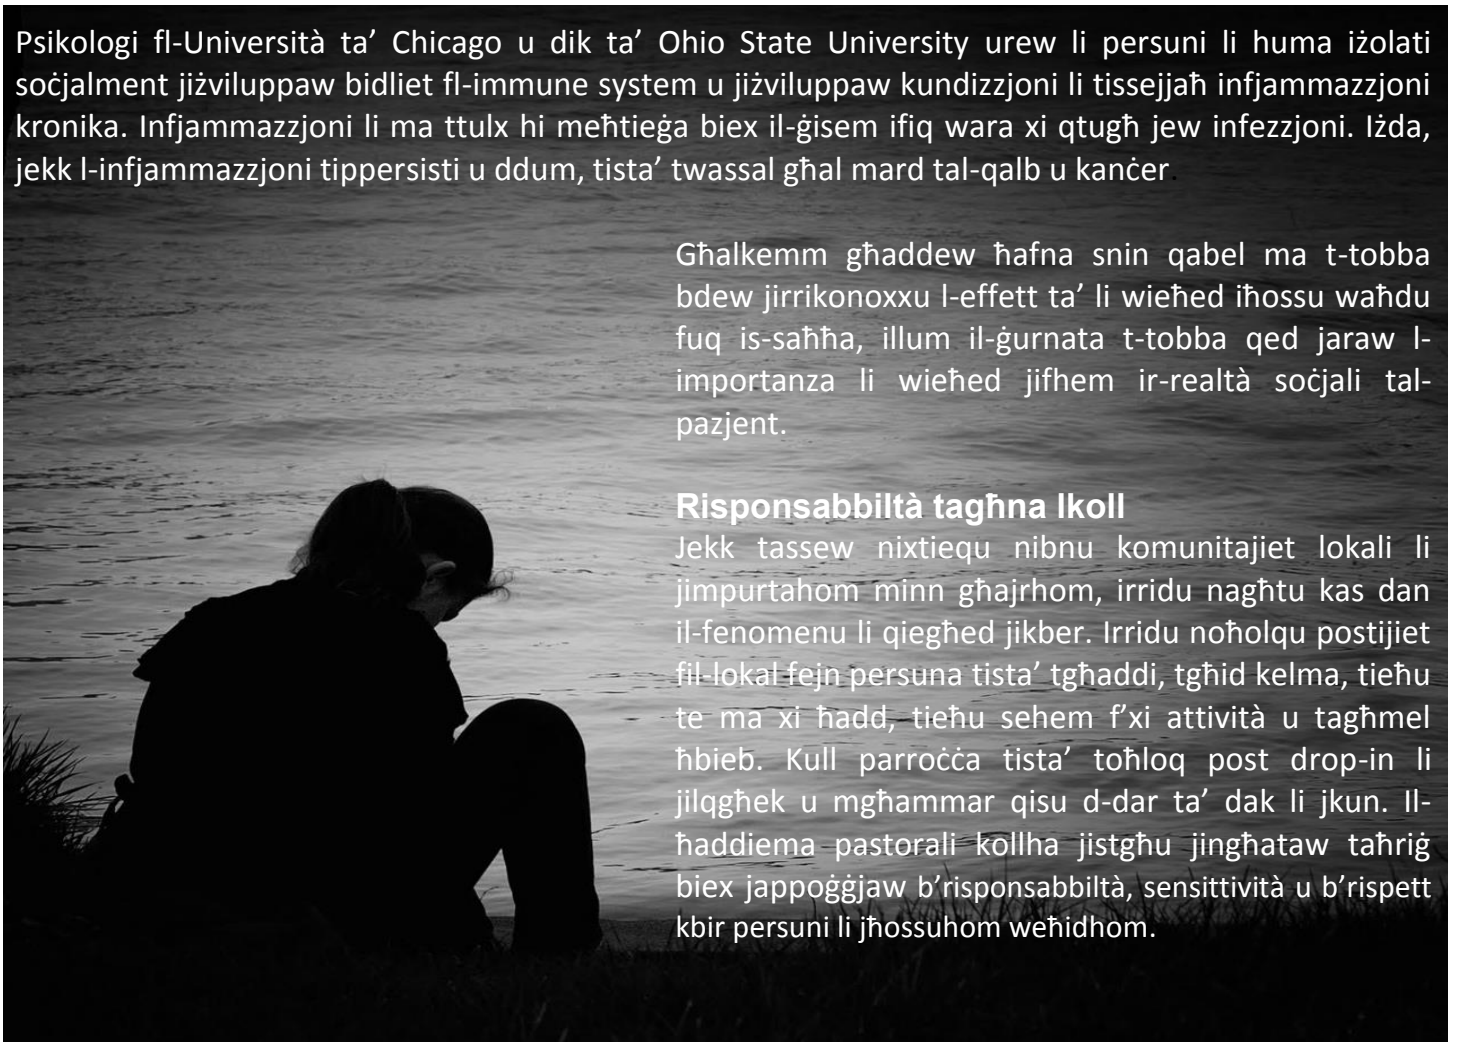 Psikologi fl-Università ta’ Chicago u dik ta’ Ohio State University urew li persuni li huma iżolati
soċjalment jiżviluppaw bidliet fl-immune system u jiżviluppaw kundizzjoni li tissejjaħ infjammazzjoni
kronika. Infjammazzjoni li ma ttulx hi meħtieġa biex il-ġisem ifiq wara xi qtugħ jew infezzjoni. Iżda,
jekk l-infjammazzjoni tippersisti u ddum, tista’ twassal għal mard tal-qalb u kanċer.
Għalkemm għaddew ħafna snin qabel ma t-tobba
bdew jirrikonoxxu l-effett ta’ li wieħed iħossu waħdu
fuq is-saħħa, illum il-ġurnata t-tobba qed jaraw l-
importanza li wieħed jifhem ir-realtà soċjali tal-
pazjent.
Risponsabbiltà tagħna lkoll
Jekk tassew nixtiequ nibnu komunitajiet lokali li
jimpurtahom minn għajrhom, irridu nagħtu kas dan
il-fenomenu li qiegħed jikber. Irridu noħolqu postijiet
fil-lokal fejn persuna tista’ tgħaddi, tgħid kelma, tieħu
te ma xi ħadd, tieħu sehem f’xi attività u tagħmel
ħbieb. Kull parroċċa tista’ toħloq post drop-in li
jilqgħek u mgħammar qisu d-dar ta’ dak li jkun. Il-
ħaddiema pastorali kollha jistgħu jingħataw taħriġ
biex jappoġġjaw b’risponsabbiltà, sensittività u b’rispett
kbir persuni li jħossuhom weħidhom.